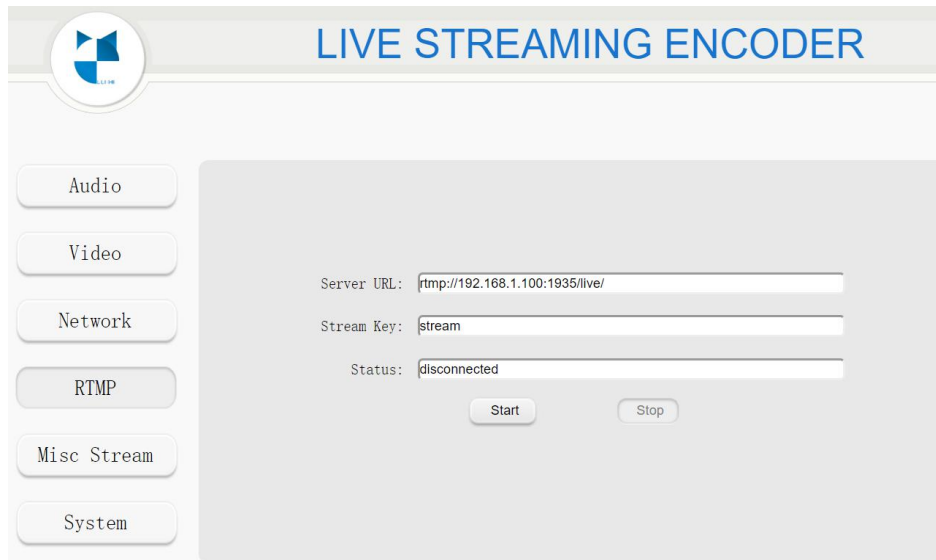 LIVE STREAMING ENCODER
Audio
Video
Network
RTMP
Misc Stream
System
Server URL: rtmp://192.168.1.100:1935/live/
Stream Key: stream
Status: disconnected
Start Stop